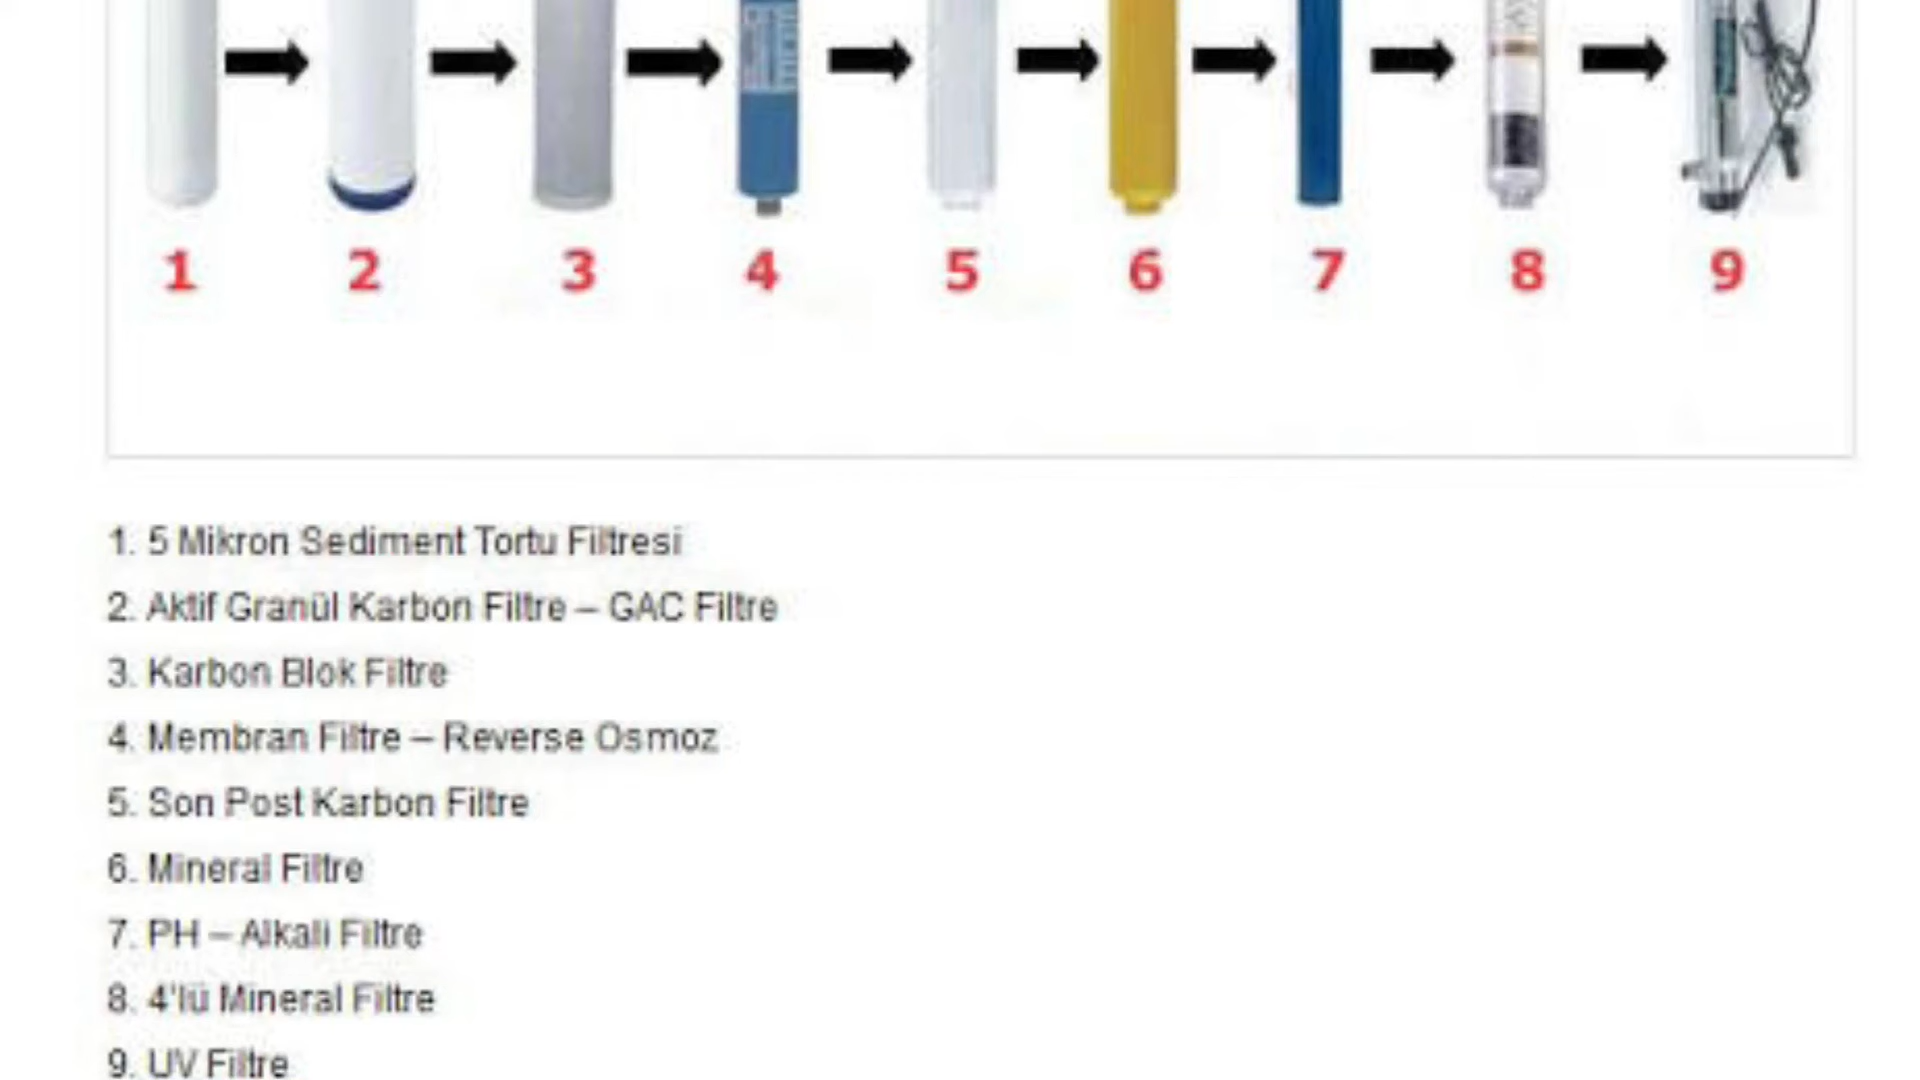 1 2 3 4 5 6 7 8 9
1. 5 Mikron Sediment Tortu Filtresi
2. Aktif Granül Karbon Filtre – GAC Filtre
3. Karbon Blok Filtre
4. Membran Filtre – Reverse Osmoz
5. Son Post Karbon Filtre
6. Mineral Filtre
7. PH – Alkali Filtre
8. 4'lü Mineral Filtre
9. UV Filtre